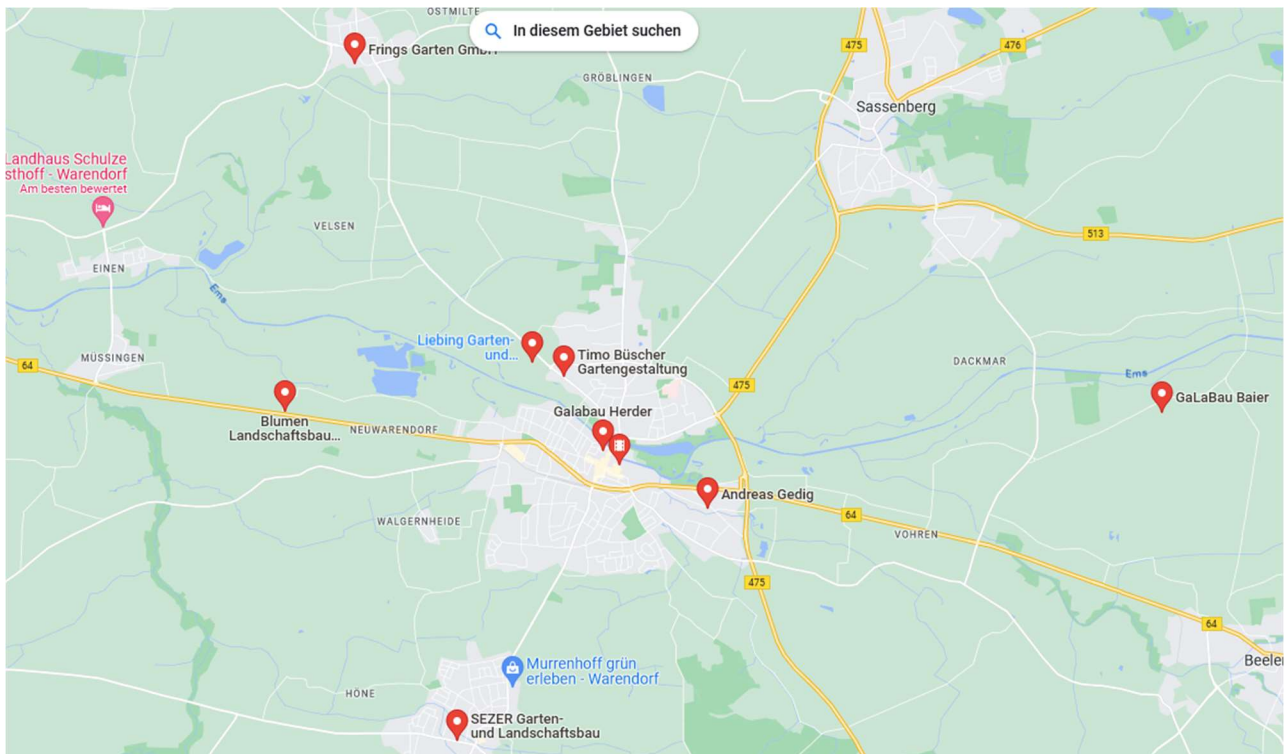 OSTMILTE
In diesem Gebiet suchen
475
476
Frings Garten GmbH
GRÖBLINGEN
Sassenberg
Landhaus Schulze
sthoff - Warendorf
Am besten bewertet
VELSEN
513
EINEN
Ems
Liebing Garten-
und...
Timo Büscher
Gartengestaltung
MÜSSINGEN
64
DACKMAR
Ems
475
GaLaBau Baier
Galabau Herder
Blumen
Landschaftsbau...
NEUWARENDORF
Andreas Gedig
64
WALGERNHEIDE
VOHREN
475
64
Murrenhoff grün
erleben - Warendorf
Beelen
HÖNE
SEZER Garten-
und Landschaftsbau